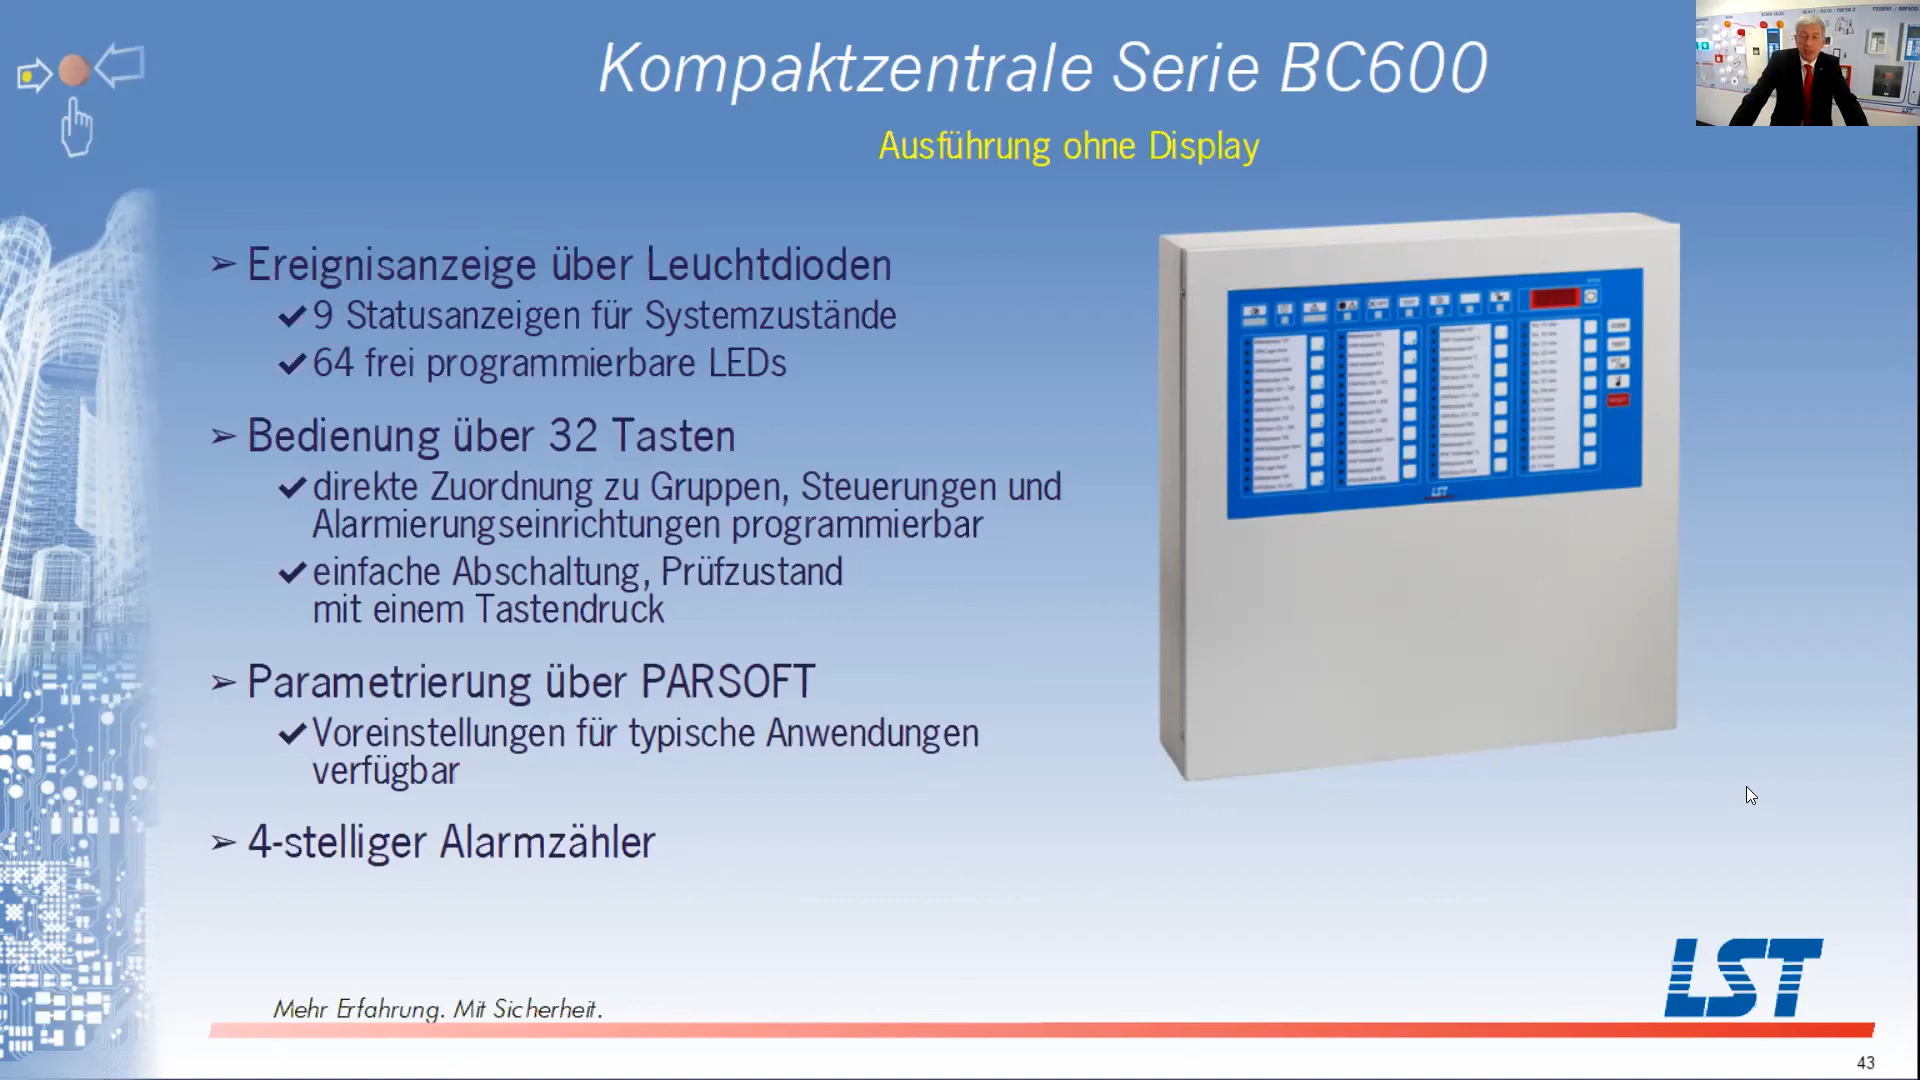 Kompaktzentrale Serie BC600
Ausführung ohne Display
➢ Ereignisanzeige über Leuchtdioden
✔ 9 Statusanzeigen für Systemzustände
✔ 64 frei programmierbare LEDs
➢ Bedienung über 32 Tasten
✔ direkte Zuordnung zu Gruppen, Steuerungen und
Alarmierungseinrichtungen programmierbar
✔ einfache Abschaltung, Prüfzustand
mit einem Tastendruck
➢ Parametrierung über PARSOFT
✔ Voreinstellungen für typische Anwendungen
verfügbar
➢ 4-stelliger Alarmzähler
LST
LST
Mehr Erfahrung. Mit Sicherheit.
43